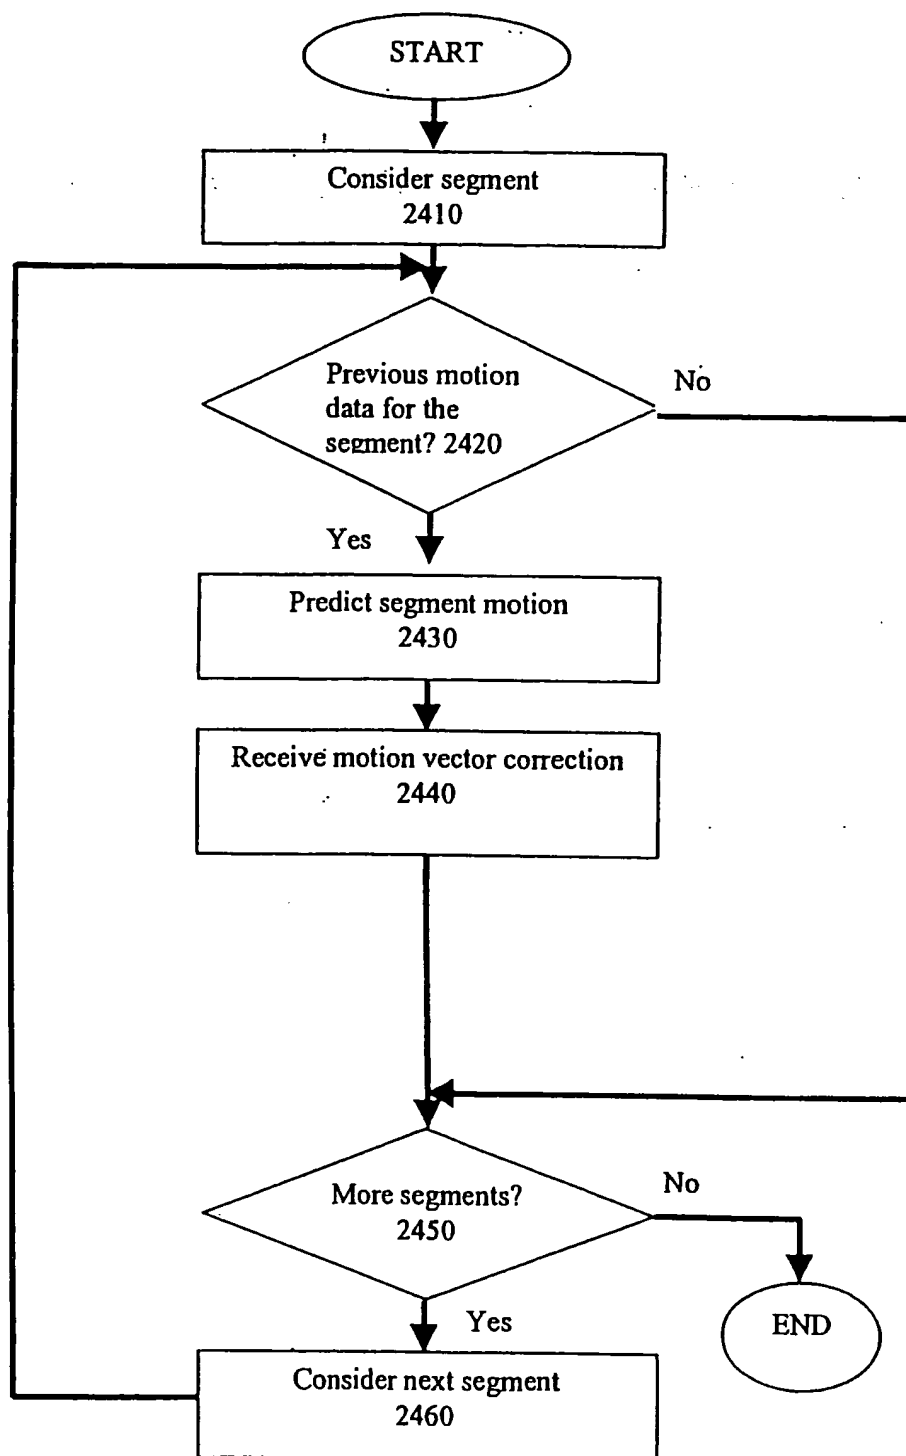 START
Consider segment
2410
Previous motion
data for the
segment? 2420
No
Yes
Predict segment motion
2430
Receive motion vector correction
2440
More segments?
2450
No
Yes
END
Consider next segment
2460